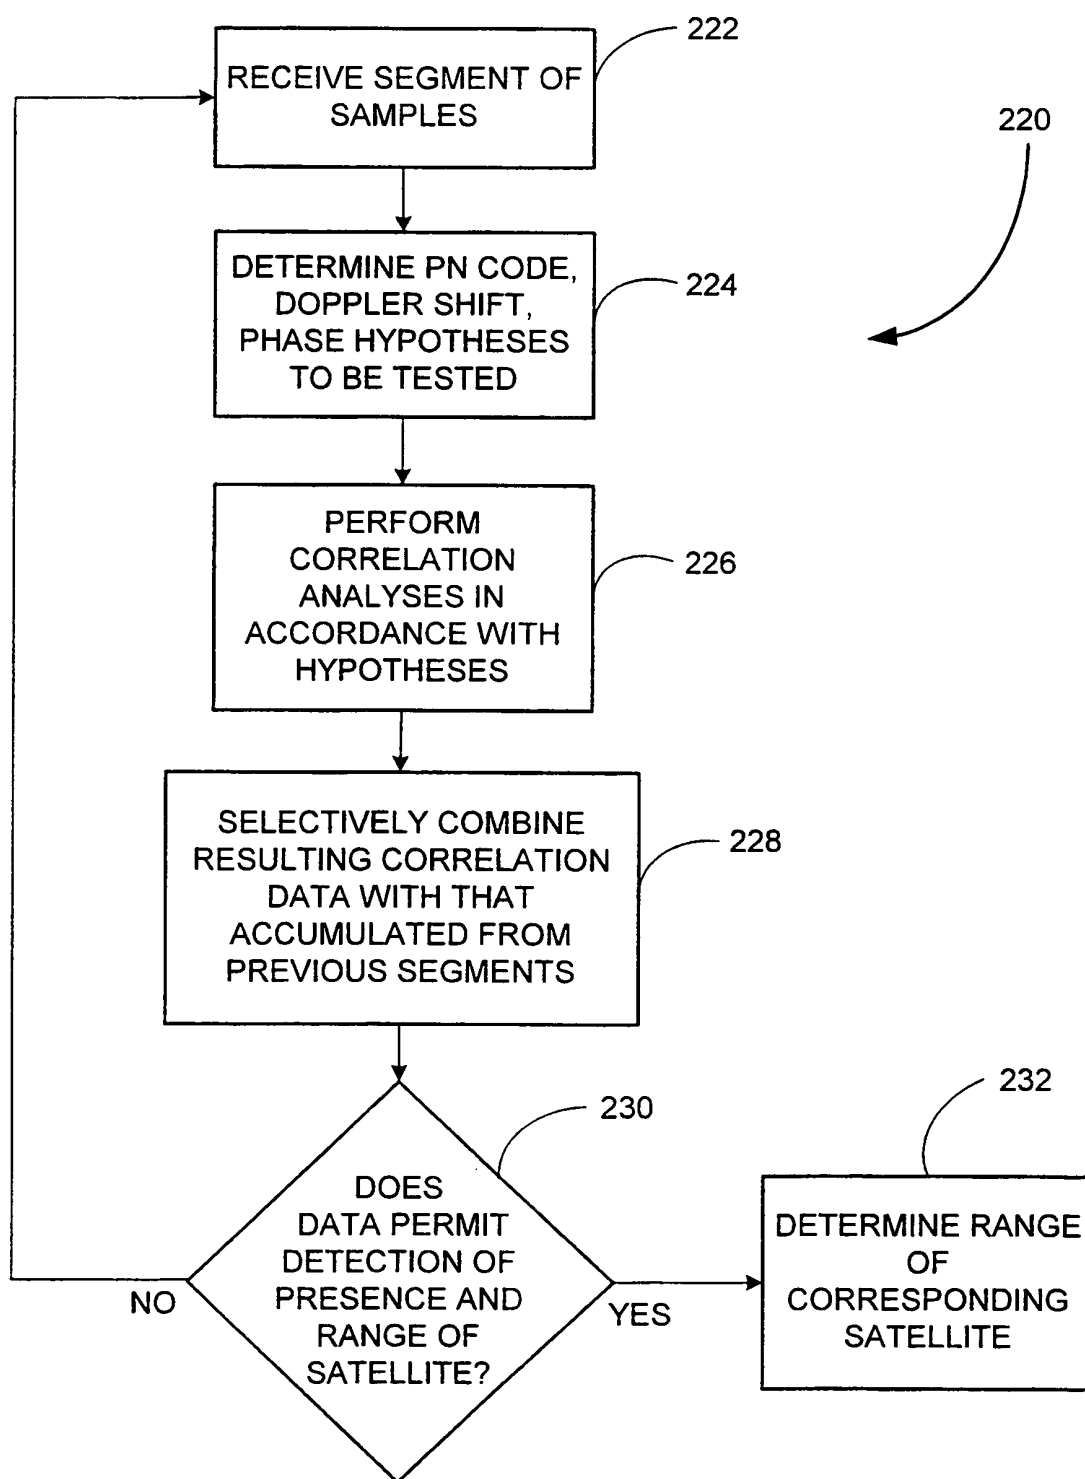 222
RECEIVE SEGMENT OF
SAMPLES
220
DETERMINE PN CODE,
DOPPLER SHIFT,
PHASE HYPOTHESES
TO BE TESTED
224
PERFORM
CORRELATION
ANALYSES IN
ACCORDANCE WITH
HYPOTHESES
226
SELECTIVELY COMBINE
RESULTING CORRELATION
DATA WITH THAT
ACCUMULATED FROM
PREVIOUS SEGMENTS
228
230
DOES
DATA PERMIT
DETECTION OF
PRESENCE AND
RANGE OF
SATELLITE?
NO
YES
232
DETERMINE RANGE
OF
CORRESPONDING
SATELLITE